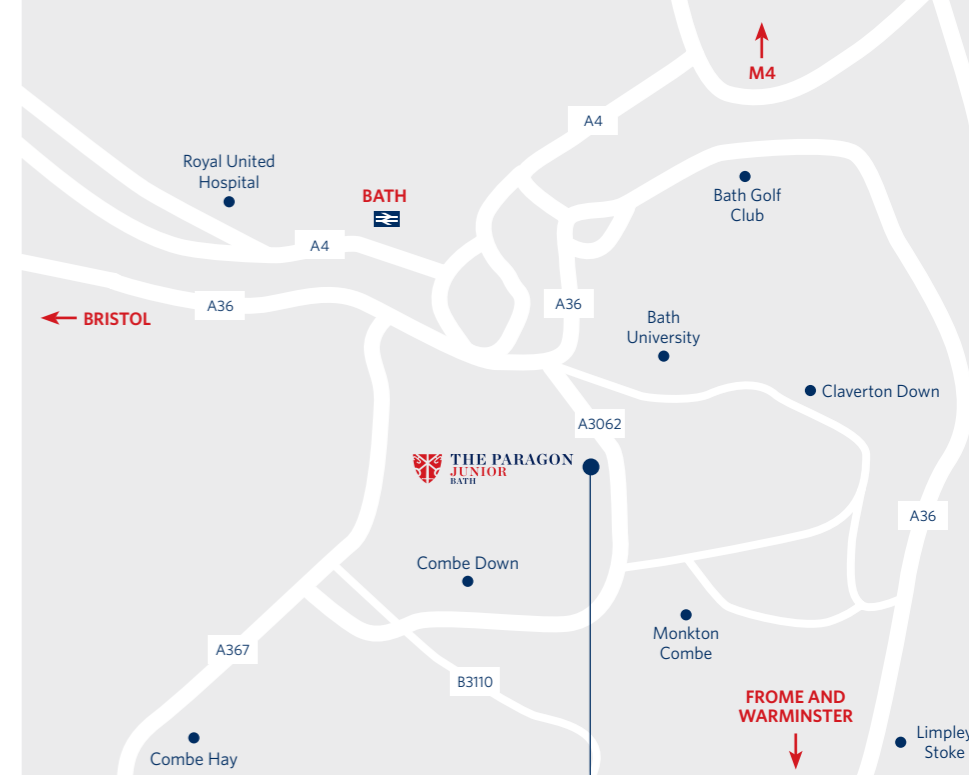 M4
A4
Royal United
Hospital
BATH
Bath Golf
Club
A4
A36
A36
BRISTOL
Bath
University
Claverton Down
A3062
THE PARAGON
JUNIOR
BATH
A36
Combe Down
Monkton
Combe
A367
B3110
FROME AND
WARMINSTER
Limpley
Stoke
Combe Hay